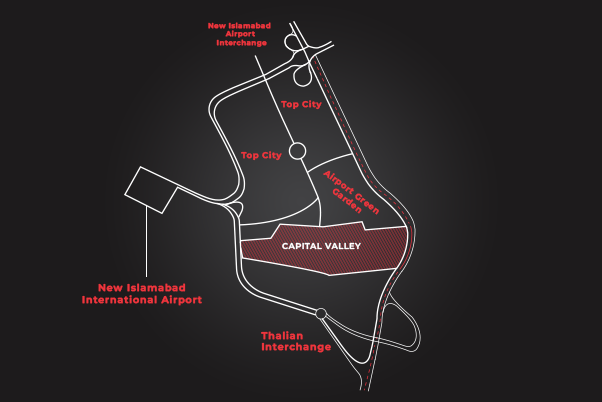 New Islamabad
Airport
Interchange
Top City
Top City
Airport Green
Garden
CAPITAL VALLEY
New Islamabad
International Airport
Thalian
Interchange